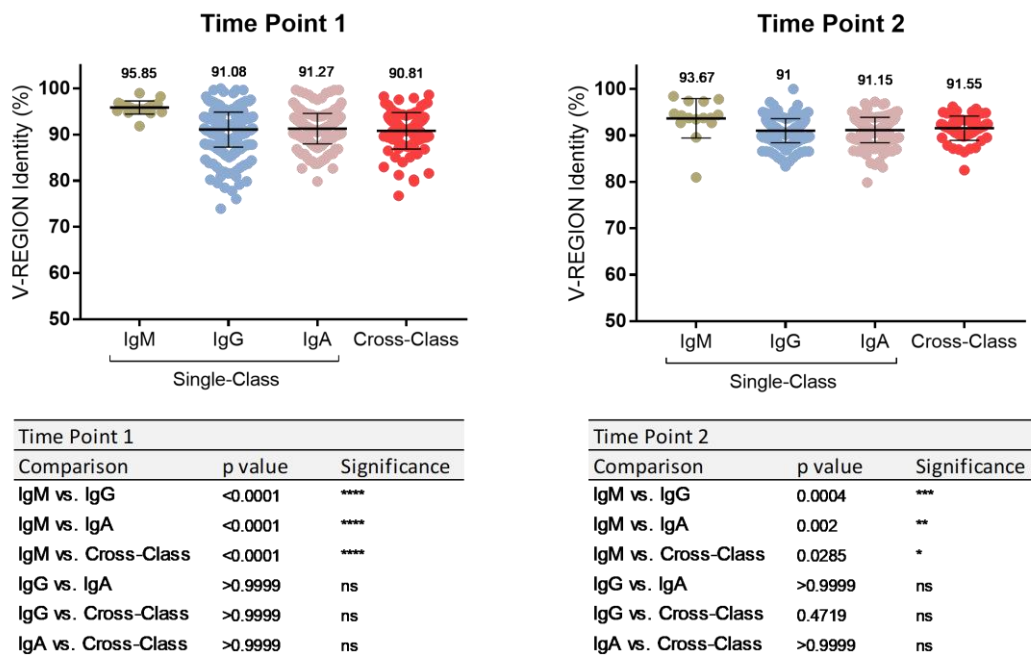 Time Point 1
95.85 91.08 91.27 90.81
V-REGION Identity (%)
100
90
80
70
60
50
IgM IgG IgA Cross-Class
Single-Class
Time Point 2
93.67 91 91.15 91.55
V-REGION Identity (%)
100
90
80
70
60
50
IgM IgG IgA Cross-Class
Single-Class
Time Point 1
Comparison p value Significance
IgM vs. IgG <0.0001 ****
IgM vs. IgA <0.0001 ****
IgM vs. Cross-Class <0.0001 ****
IgG vs. IgA >0.9999 ns
IgG vs. Cross-Class >0.9999 ns
IgA vs. Cross-Class >0.9999 ns
Time Point 2
Comparison p value Significance
IgM vs. IgG 0.0004 ***
IgM vs. IgA 0.002 **
IgM vs. Cross-Class 0.0285 *
IgG vs. IgA >0.9999 ns
IgG vs. Cross-Class 0.4719 ns
IgA vs. Cross-Class >0.9999 ns